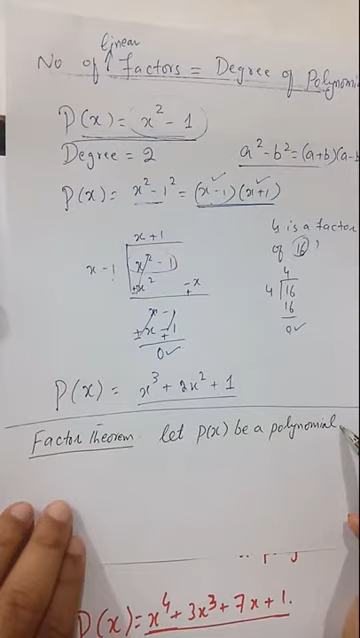 linear
No of ↑ Factors = Degree of Polynomia
P(x) = x² - 1
Degree = 2
a² - b² = (a+b)(a-b
P(x) = x² - 1² = (x-1)(x+1)
4 is a factor
of 16
x + 1
x - 1
x² - 1
± x² ∓ x
x - 1
± x ∓ 1
0 ✓
4
4 16
16
0 ✓
P(x) = x³ + 2x² + 1
Factor Theorem let P(x) be a polynomial
P(x) = x⁴ + 3x³ + 7x + 1.